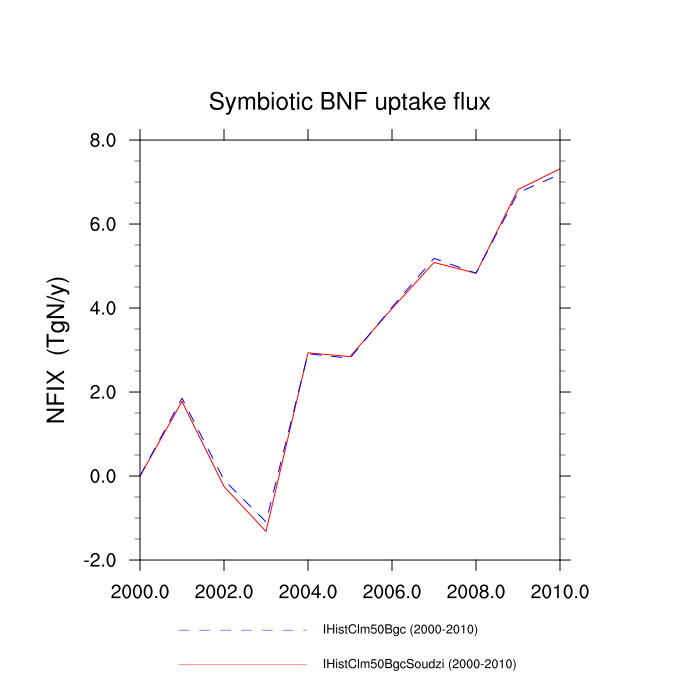 Symbiotic BNF uptake flux
8.0
6.0
4.0
2.0
0.0
-2.0
NFIX (TgN/y)
2000.0 2002.0 2004.0 2006.0 2008.0 2010.0
IHistClm50Bgc (2000-2010)
IHistClm50BgcSoudzi (2000-2010)